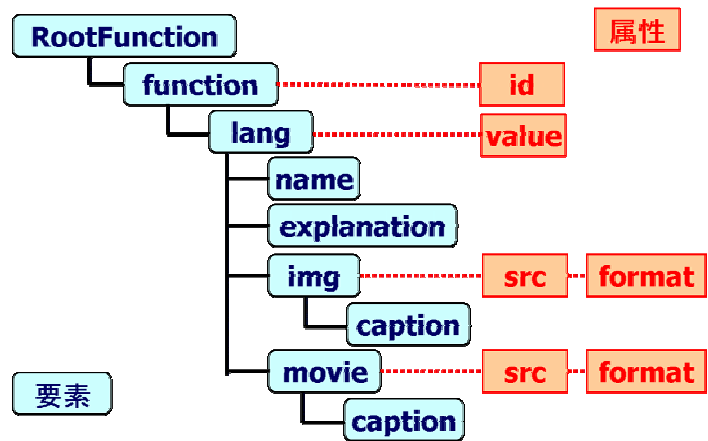 RootFunction
属性
function
id
lang
value
name
explanation
img
src
format
caption
movie
src
format
要素
caption